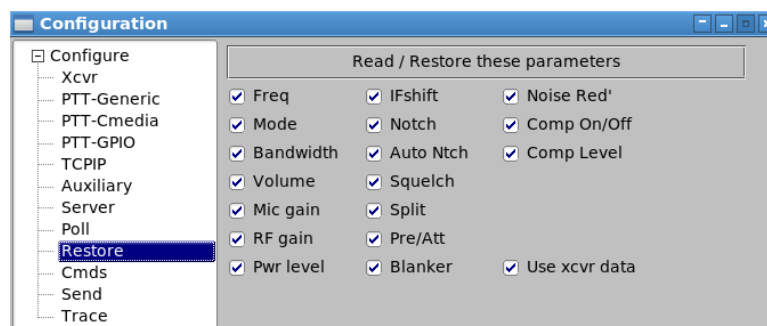 Configuration
Configure
Xcvr
PTT-Generic
PTT-Cmedia
PTT-GPIO
TCPIP
Auxiliary
Server
Poll
Restore
Cmds
Send
Trace
Read / Restore these parameters
Freq IFshift Noise Red'
Mode Notch Comp On/Off
Bandwidth Auto Ntch Comp Level
Volume Squelch
Mic gain Split
RF gain Pre/Att
Pwr level Blanker Use xcvr data